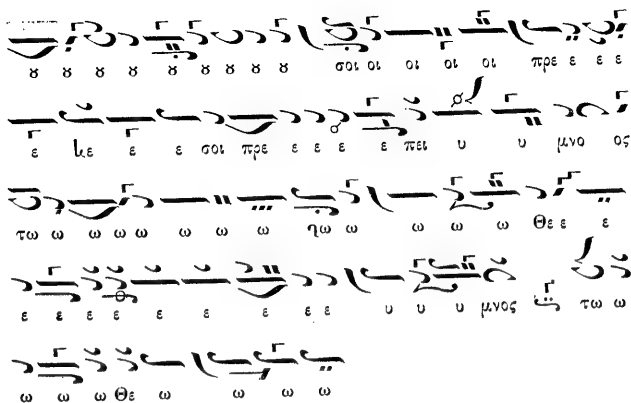 ȣ ȣ ȣ ȣ ȣ ȣ ȣ ȣ ȣ σοι οι οι οι οι πρε ε ε ε
ε κε ε ε σοι πρε ε ε ε ε πει υ υ μνο ος
τω ω ω ω ω ω ω ω ηω ω ω ω ω Θε ε ε
ε ε ε ε ε ε ε ε ε υ υ υ μνος τω ω
ω ω ω Θε ω ω ω ω